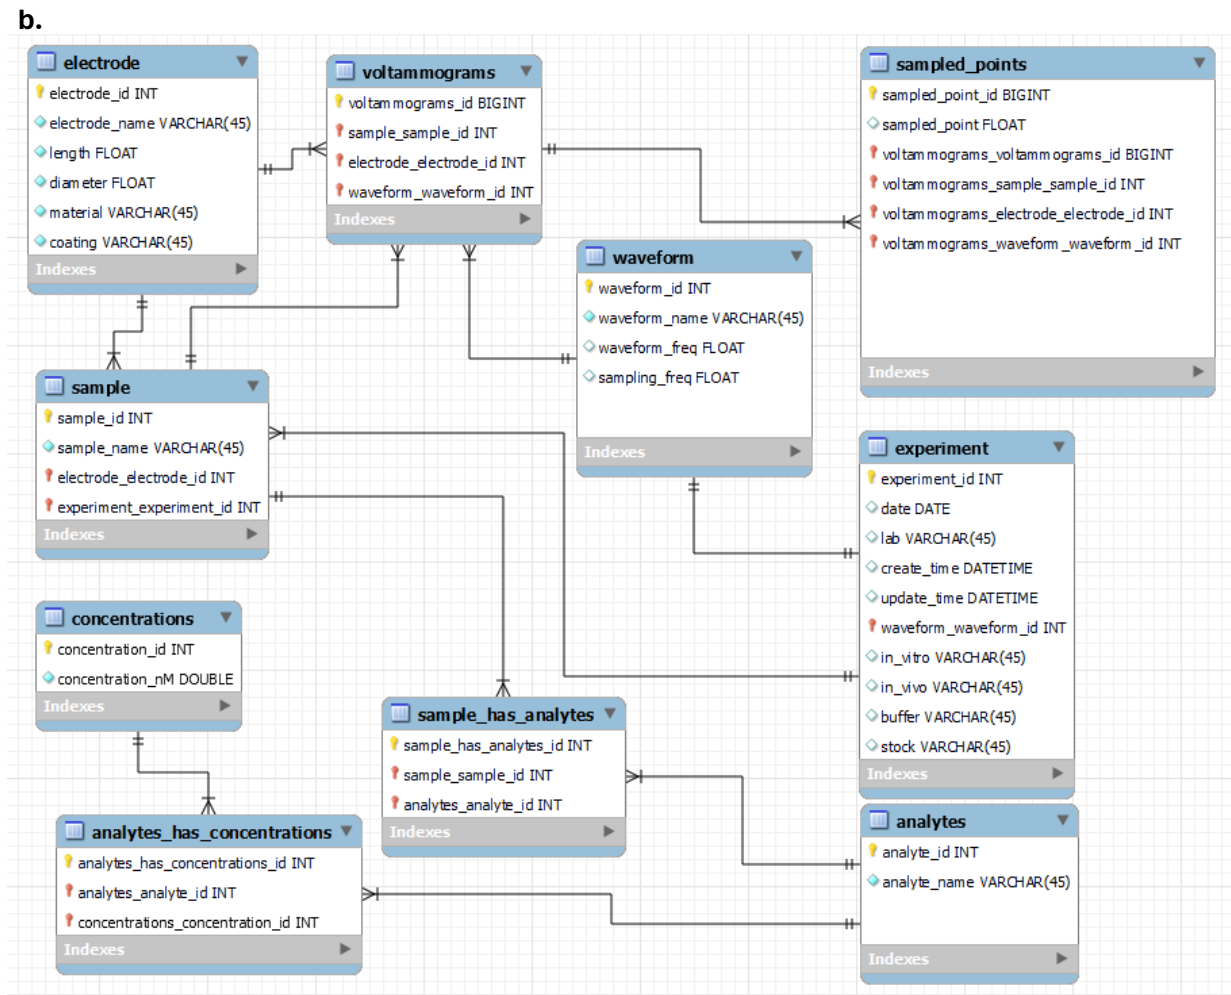 b.
electrode
electrode_id INT
electrode_name VARCHAR(45)
length FLOAT
diameter FLOAT
material VARCHAR(45)
coating VARCHAR(45)
Indexes
voltammograms
voltammograms_id BIGINT
sample_sample_id INT
electrode_electrode_id INT
waveform_waveform_id INT
Indexes
sampled_points
sampled_point_id BIGINT
sampled_point FLOAT
voltammograms_voltammograms_id BIGINT
voltammograms_sample_sample_id INT
voltammograms_electrode_electrode_id INT
voltammograms_waveform_waveform_id INT
Indexes
waveform
waveform_id INT
waveform_name VARCHAR(45)
waveform_freq FLOAT
sampling_freq FLOAT
Indexes
sample
sample_id INT
sample_name VARCHAR(45)
electrode_electrode_id INT
experiment_experiment_id INT
Indexes
experiment
experiment_id INT
date DATE
lab VARCHAR(45)
create_time DATETIME
update_time DATETIME
waveform_waveform_id INT
in_vitro VARCHAR(45)
in_vivo VARCHAR(45)
buffer VARCHAR(45)
stock VARCHAR(45)
Indexes
concentrations
concentration_id INT
concentration_nM DOUBLE
Indexes
sample_has_analytes
sample_has_analytes_id INT
sample_sample_id INT
analytes_analyte_id INT
Indexes
analytes_has_concentrations
analytes_has_concentrations_id INT
analytes_analyte_id INT
concentrations_concentration_id INT
Indexes
analytes
analyte_id INT
analyte_name VARCHAR(45)
Indexes